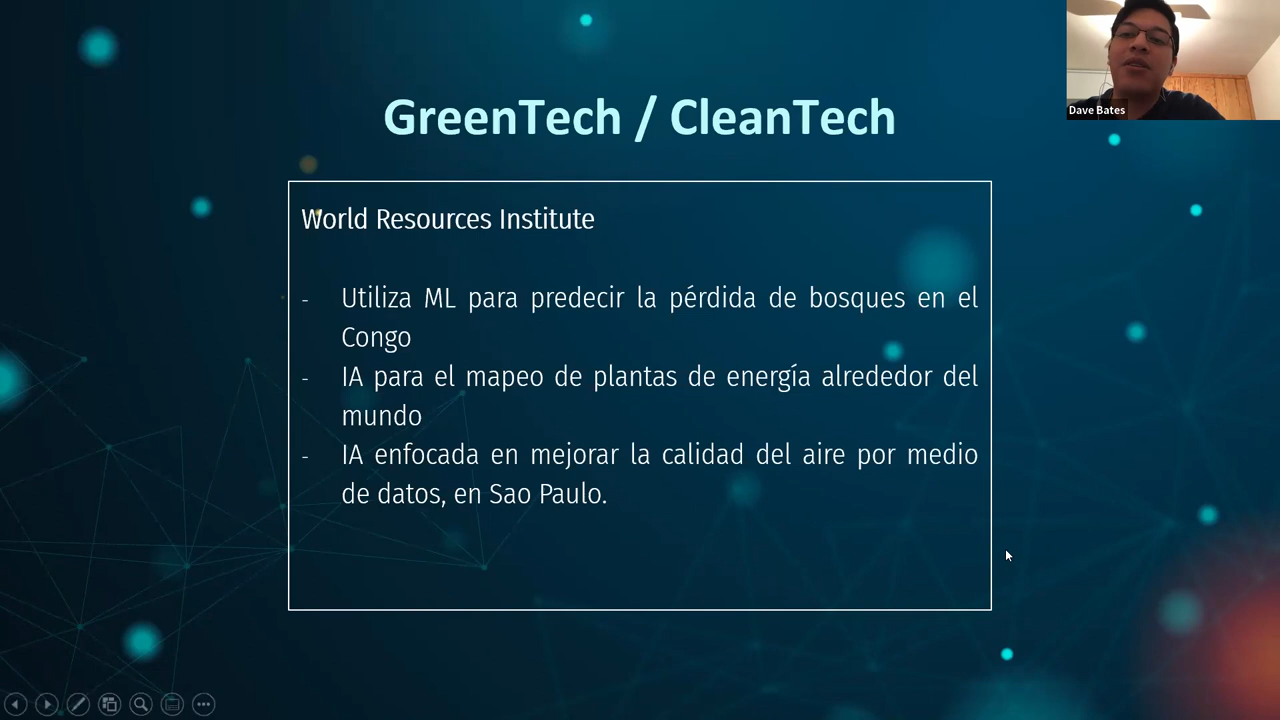 Dave Bates
GreenTech / CleanTech
World Resources Institute
- Utiliza ML para predecir la pérdida de bosques en el
Congo
- IA para el mapeo de plantas de energía alrededor del
mundo
- IA enfocada en mejorar la calidad del aire por medio
de datos, en Sao Paulo.